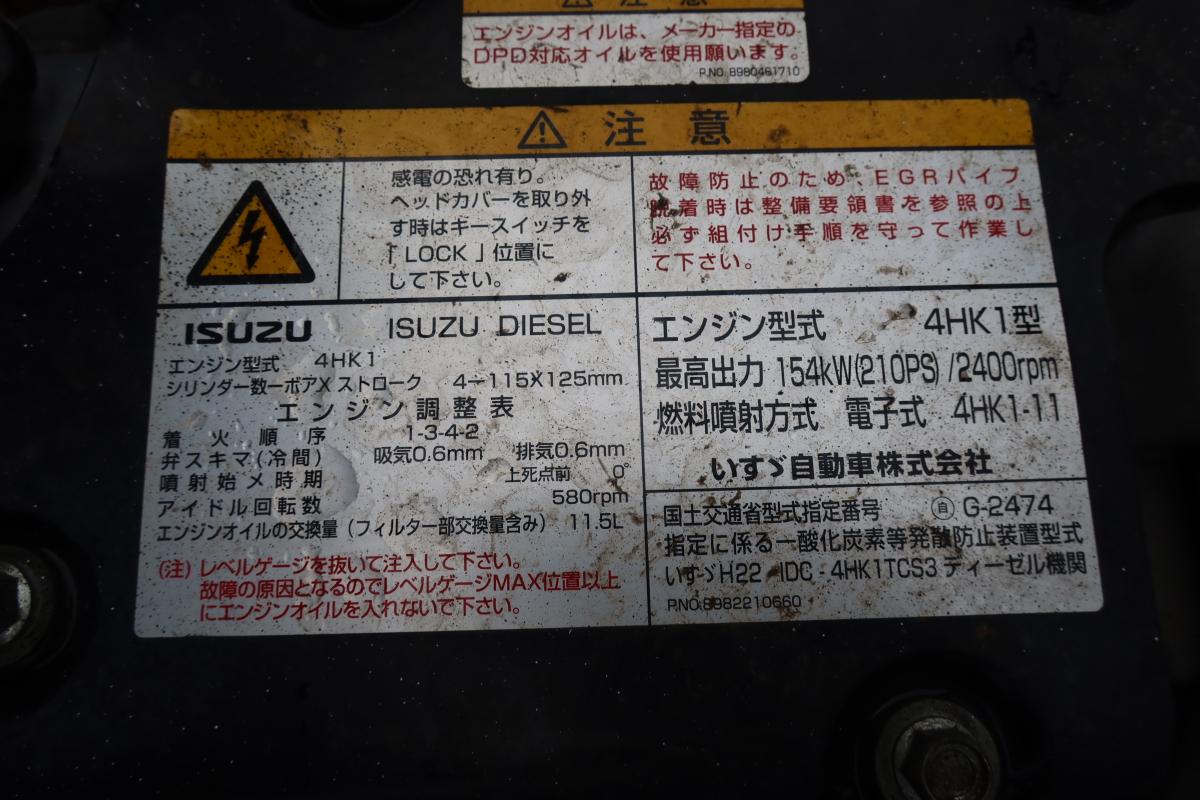 注意
エンジンオイルは、メーカー指定の
DPD対応オイルを使用願います。
P.NO. 8980461710
注意
感電の恐れ有り。
ヘッドカバーを取り外
す時はキースイッチを
「LOCK」位置に
して下さい。
故障防止のため、EGRパイプ
脱着時は整備要領書を参照の上
必ず組付け手順を守って作業し
て下さい。
ISUZU ISUZU DIESEL
エンジン型式 4HK1
シリンダー数ーボアXストローク 4-115X125mm
エンジン調整表
着火順序 1-3-4-2
弁スキマ(冷間) 吸気0.6mm 排気0.6mm
噴射始メ時期 上死点前 0°
アイドル回転数 580rpm
エンジンオイルの交換量(フィルター部交換量含み) 11.5L
(注)レベルゲージを抜いて注入して下さい。
故障の原因となるのでレベルゲージMAX位置以上
にエンジンオイルを入れないで下さい。
エンジン型式 4HK1型
最高出力 154kW(210PS)/2400rpm
燃料噴射方式 電子式 4HK1-11
いすゞ自動車株式会社
国土交通省型式指定番号 自 G-2474
指定に係る一酸化炭素等発散防止装置型式
いすゞH22-IDC-4HK1TCS3 ディーゼル機関
P.NO.8982210660